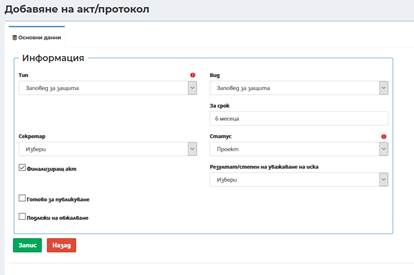 Добавяне на акт/протокол
Основни данни
Информация
Тип
Вид
Заповед за защита
Заповед за защита
За срок
6 месеца
Секретар
Статус
Избери
Проект
Финализиращ акт
Резултат/степен на уважаване на иска
Избери
Готово за публикуване
Подлежи на обжалване
Запис
Назад